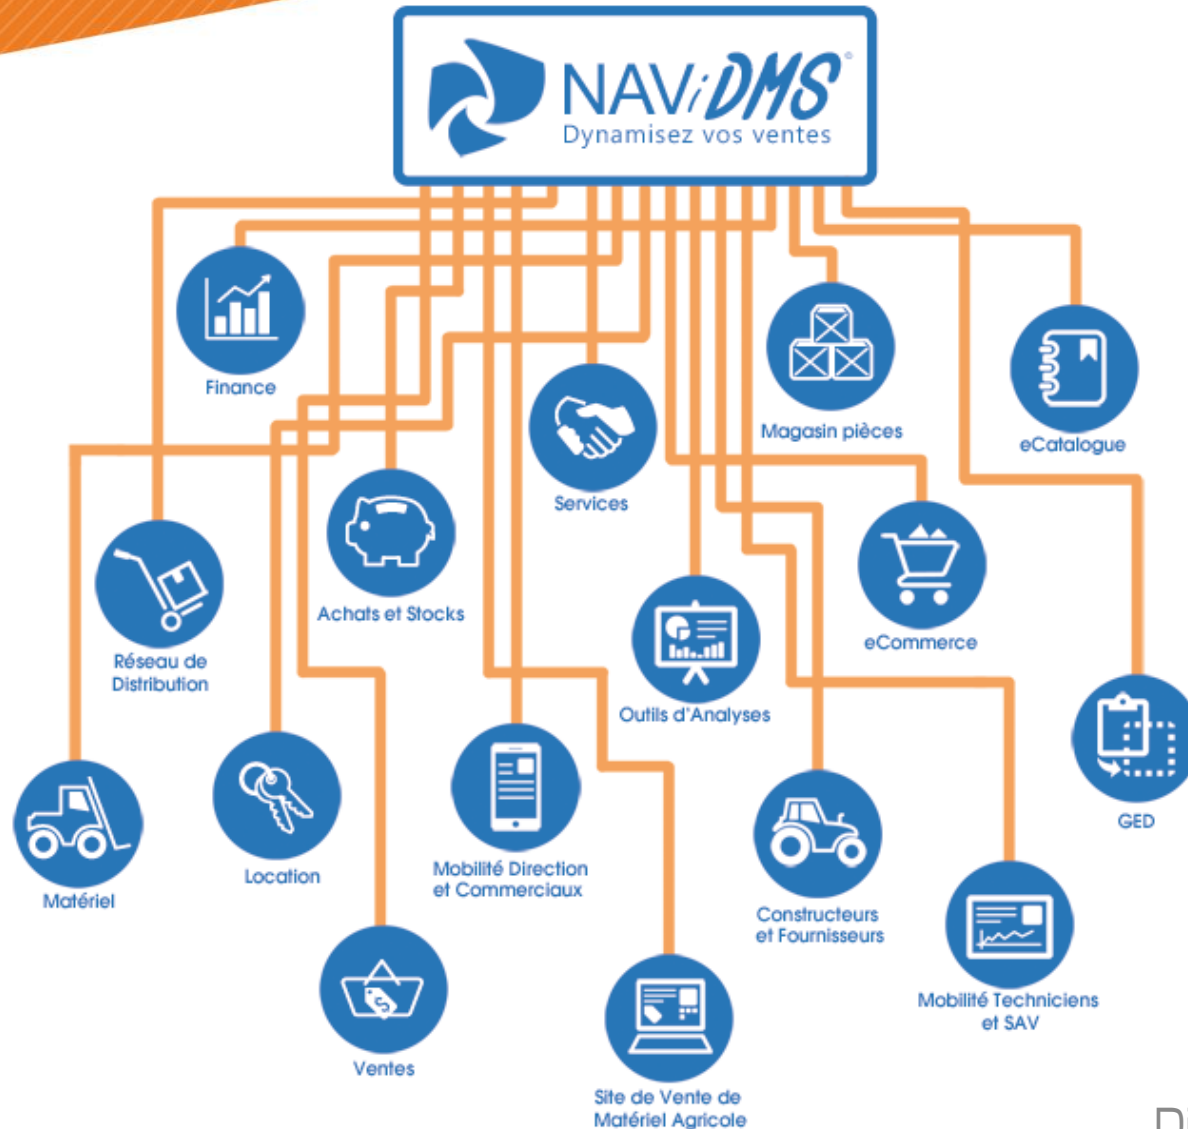 NAViDMS©
Dynamisez vos ventes
Finance
Magasin pièces
eCatalogue
Services
Achats et Stocks
eCommerce
Réseau de
Distribution
Outils d'Analyses
GED
Matériel
Location
Mobilité Direction
et Commerciaux
Constructeurs
et Fournisseurs
Mobilité Techniciens
et SAV
Ventes
Site de Vente de
Matériel Agricole